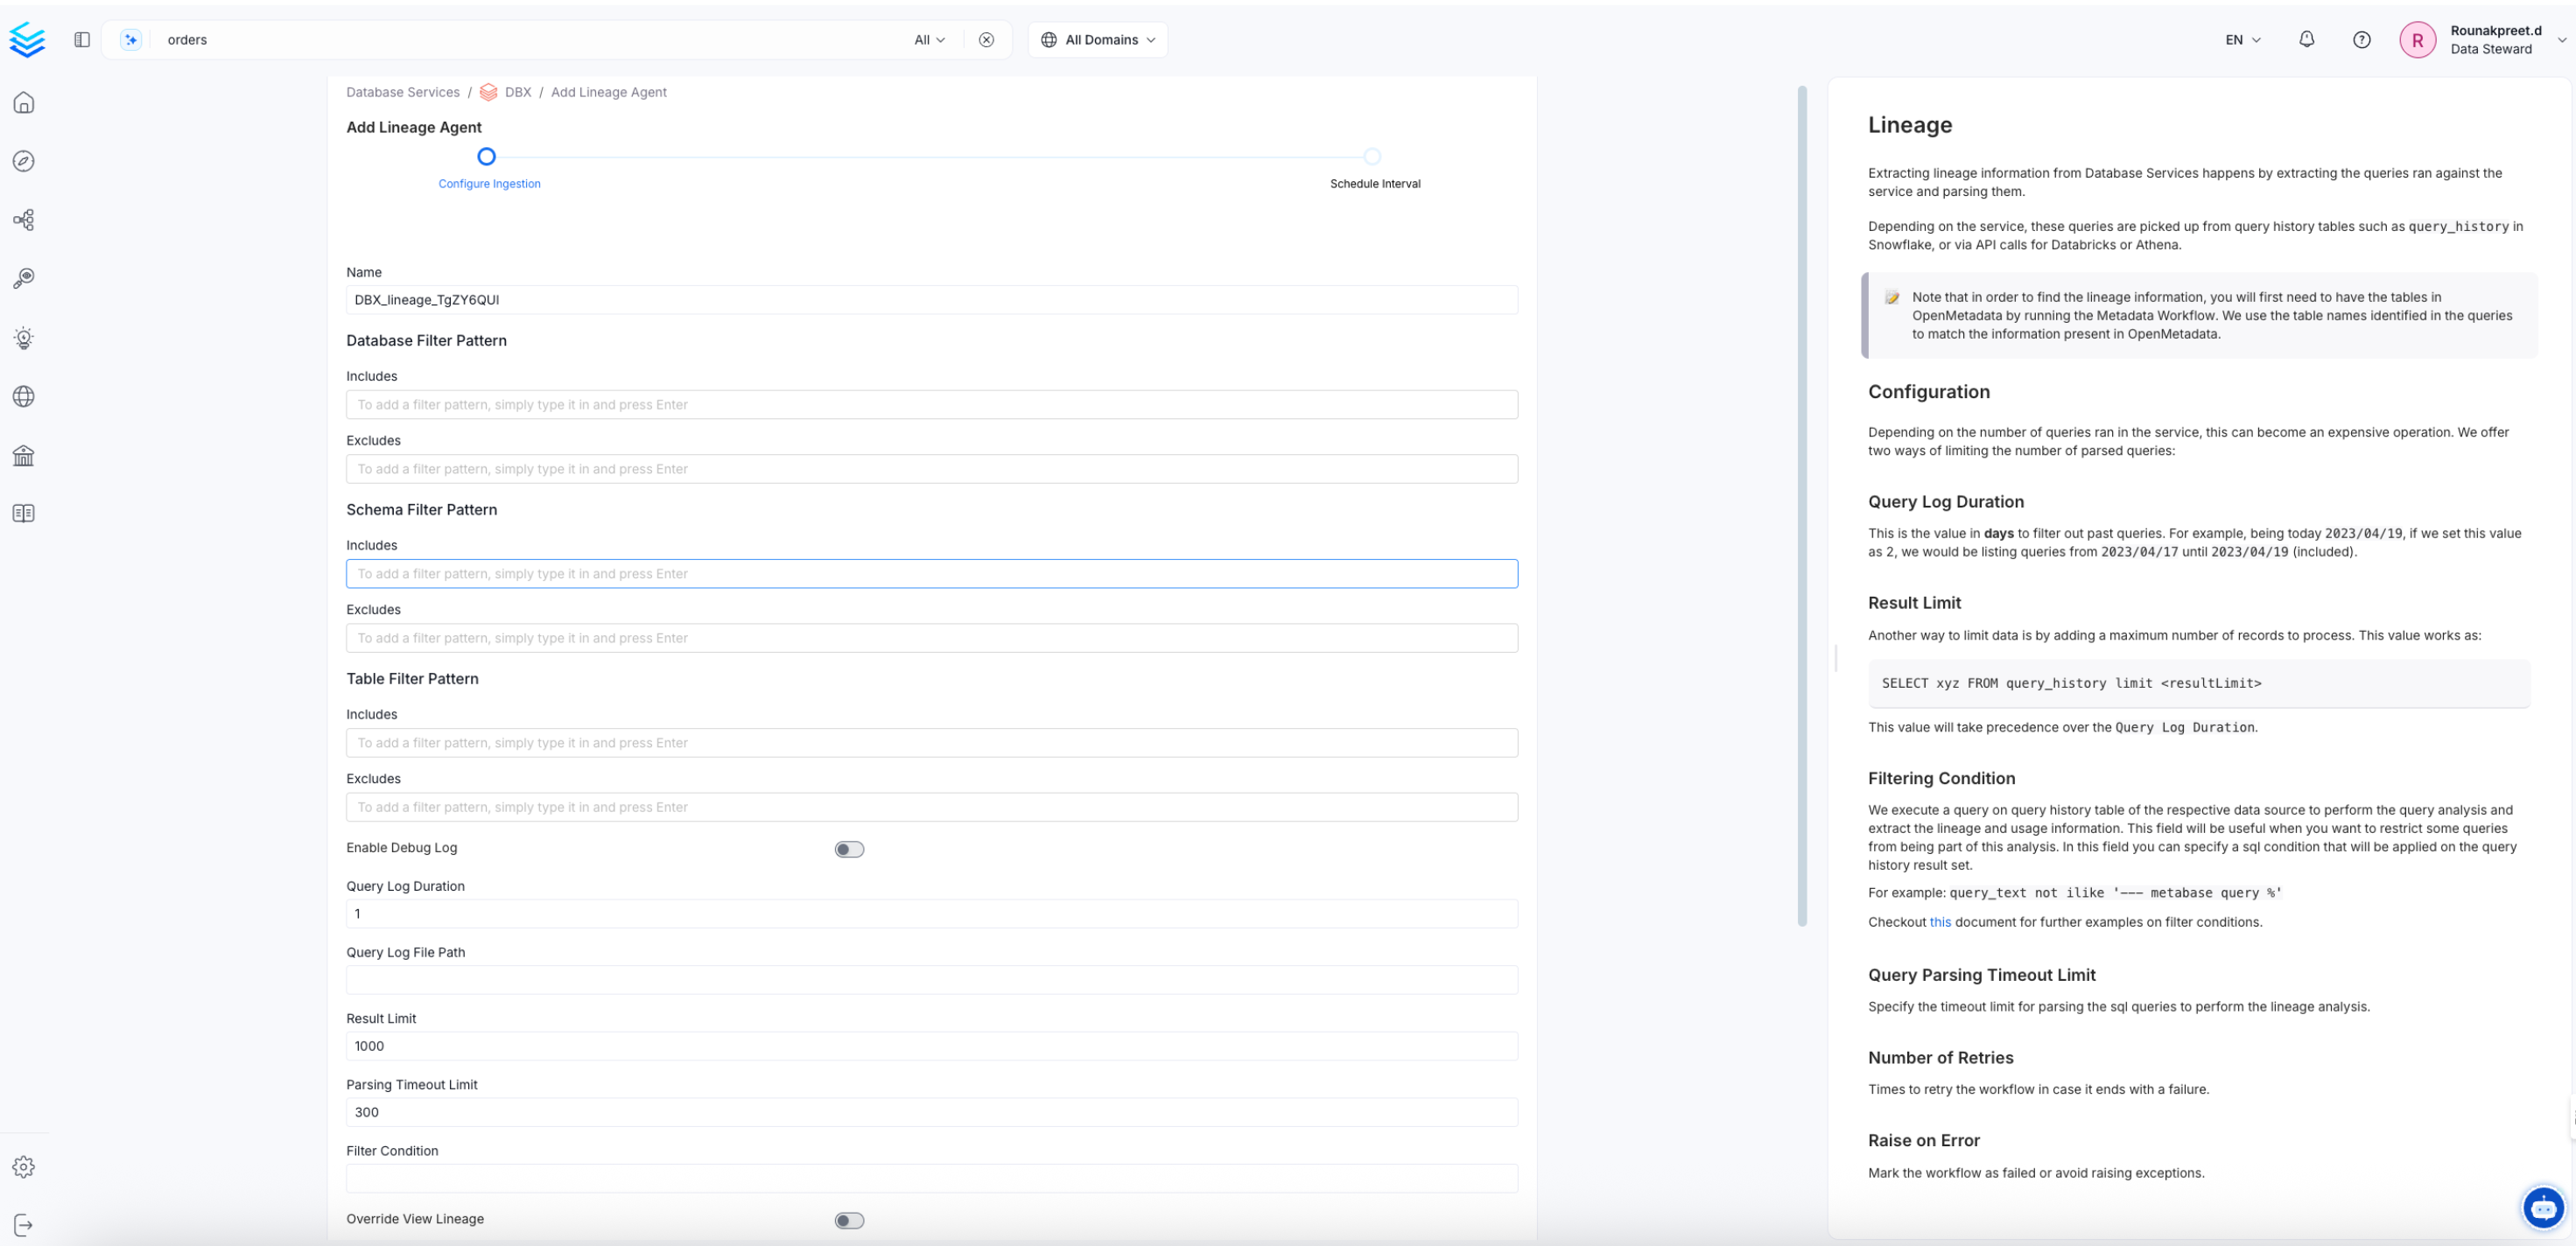 orders
All
All Domains
EN
R
Rounakpreet.d
Data Steward
Database Services / DBX / Add Lineage Agent
Add Lineage Agent
Configure Ingestion
Schedule Interval
Name
DBX_lineage_TgZY6QUI
Database Filter Pattern
Includes
To add a filter pattern, simply type it in and press Enter
Excludes
To add a filter pattern, simply type it in and press Enter
Schema Filter Pattern
Includes
To add a filter pattern, simply type it in and press Enter
Excludes
To add a filter pattern, simply type it in and press Enter
Table Filter Pattern
Includes
To add a filter pattern, simply type it in and press Enter
Excludes
To add a filter pattern, simply type it in and press Enter
Enable Debug Log
Query Log Duration
1
Query Log File Path
Result Limit
1000
Parsing Timeout Limit
300
Filter Condition
Override View Lineage
Lineage
Extracting lineage information from Database Services happens by extracting the queries ran against the
service and parsing them.
Depending on the service, these queries are picked up from query history tables such as query_history in
Snowflake, or via API calls for Databricks or Athena.
Note that in order to find the lineage information, you will first need to have the tables in
OpenMetadata by running the Metadata Workflow. We use the table names identified in the queries
to match the information present in OpenMetadata.
Configuration
Depending on the number of queries ran in the service, this can become an expensive operation. We offer
two ways of limiting the number of parsed queries:
Query Log Duration
This is the value in days to filter out past queries. For example, being today 2023/04/19, if we set this value
as 2, we would be listing queries from 2023/04/17 until 2023/04/19 (included).
Result Limit
Another way to limit data is by adding a maximum number of records to process. This value works as:
SELECT xyz FROM query_history limit <resultLimit>
This value will take precedence over the Query Log Duration.
Filtering Condition
We execute a query on query history table of the respective data source to perform the query analysis and
extract the lineage and usage information. This field will be useful when you want to restrict some queries
from being part of this analysis. In this field you can specify a sql condition that will be applied on the query
history result set.
For example: query_text not ilike '--- metabase query %'
Checkout this document for further examples on filter conditions.
Query Parsing Timeout Limit
Specify the timeout limit for parsing the sql queries to perform the lineage analysis.
Number of Retries
Times to retry the workflow in case it ends with a failure.
Raise on Error
Mark the workflow as failed or avoid raising exceptions.